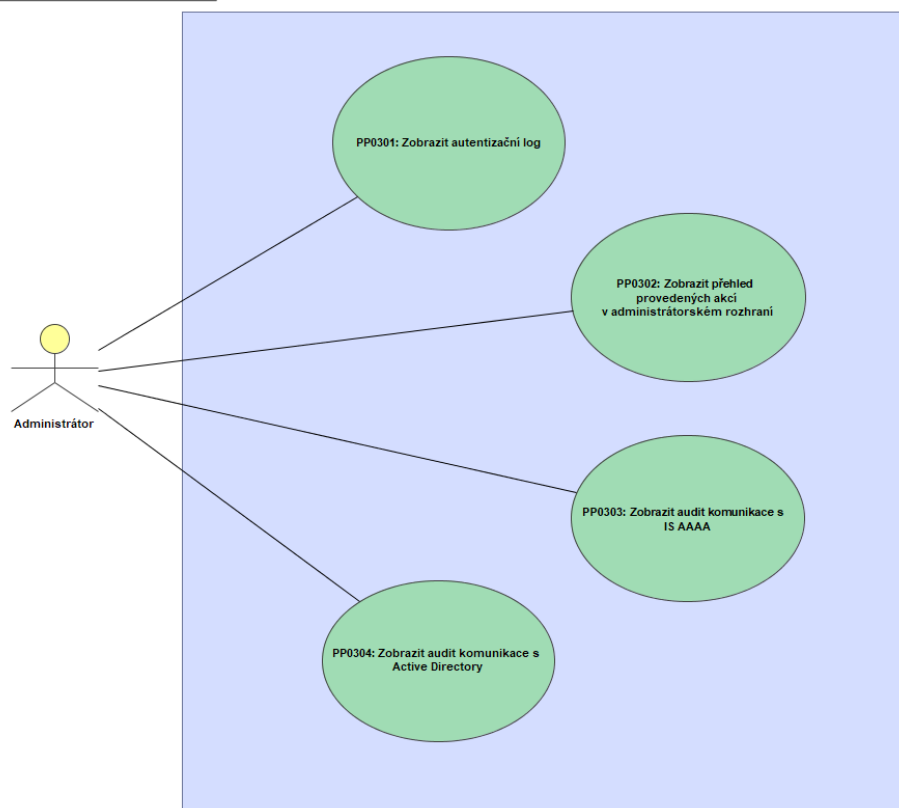 PP0301: Zobrazit autentizační log
PP0302: Zobrazit přehled
provedených akcí
v administrátorském rozhraní
Administrátor
PP0303: Zobrazit audit komunikace s
IS AAAA
PP0304: Zobrazit audit komunikace s
Active Directory